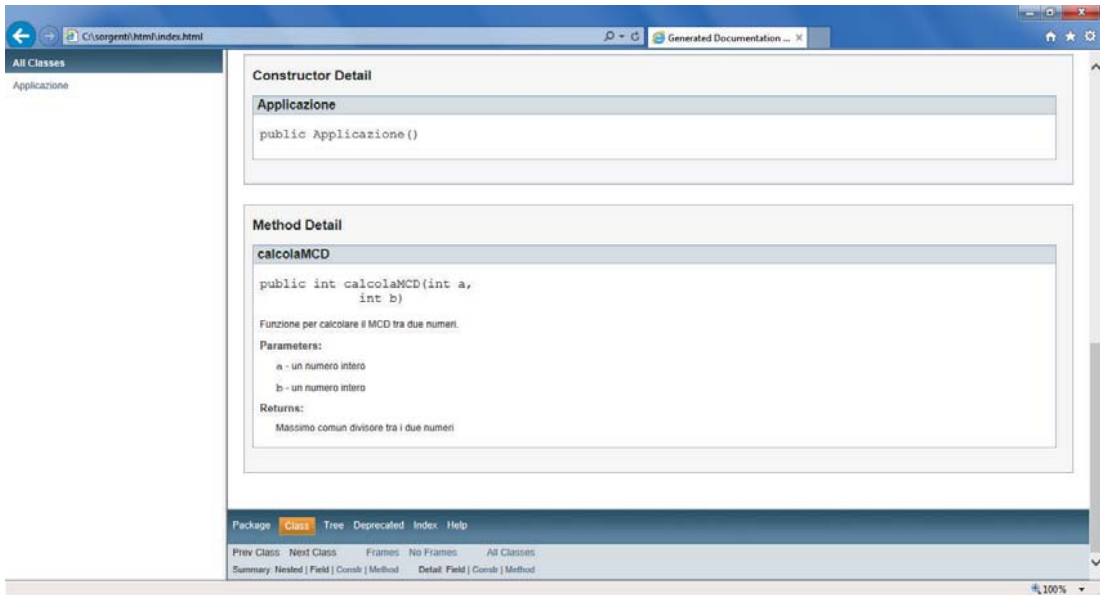 C:\sorgenti\html\index.html
Generated Documentation ...
All Classes
Applicazione
Constructor Detail
Applicazione
public Applicazione()
Method Detail
calcolaMCD
public int calcolaMCD(int a,
int b)
Funzione per calcolare il MCD tra due numeri.
Parameters:
a - un numero intero
b - un numero intero
Returns:
Massimo comun divisore tra i due numeri
Package Class Tree Deprecated Index Help
Prev Class Next Class Frames No Frames All Classes
Summary: Nested | Field | Constr | Method Detail: Field | Constr | Method
100%